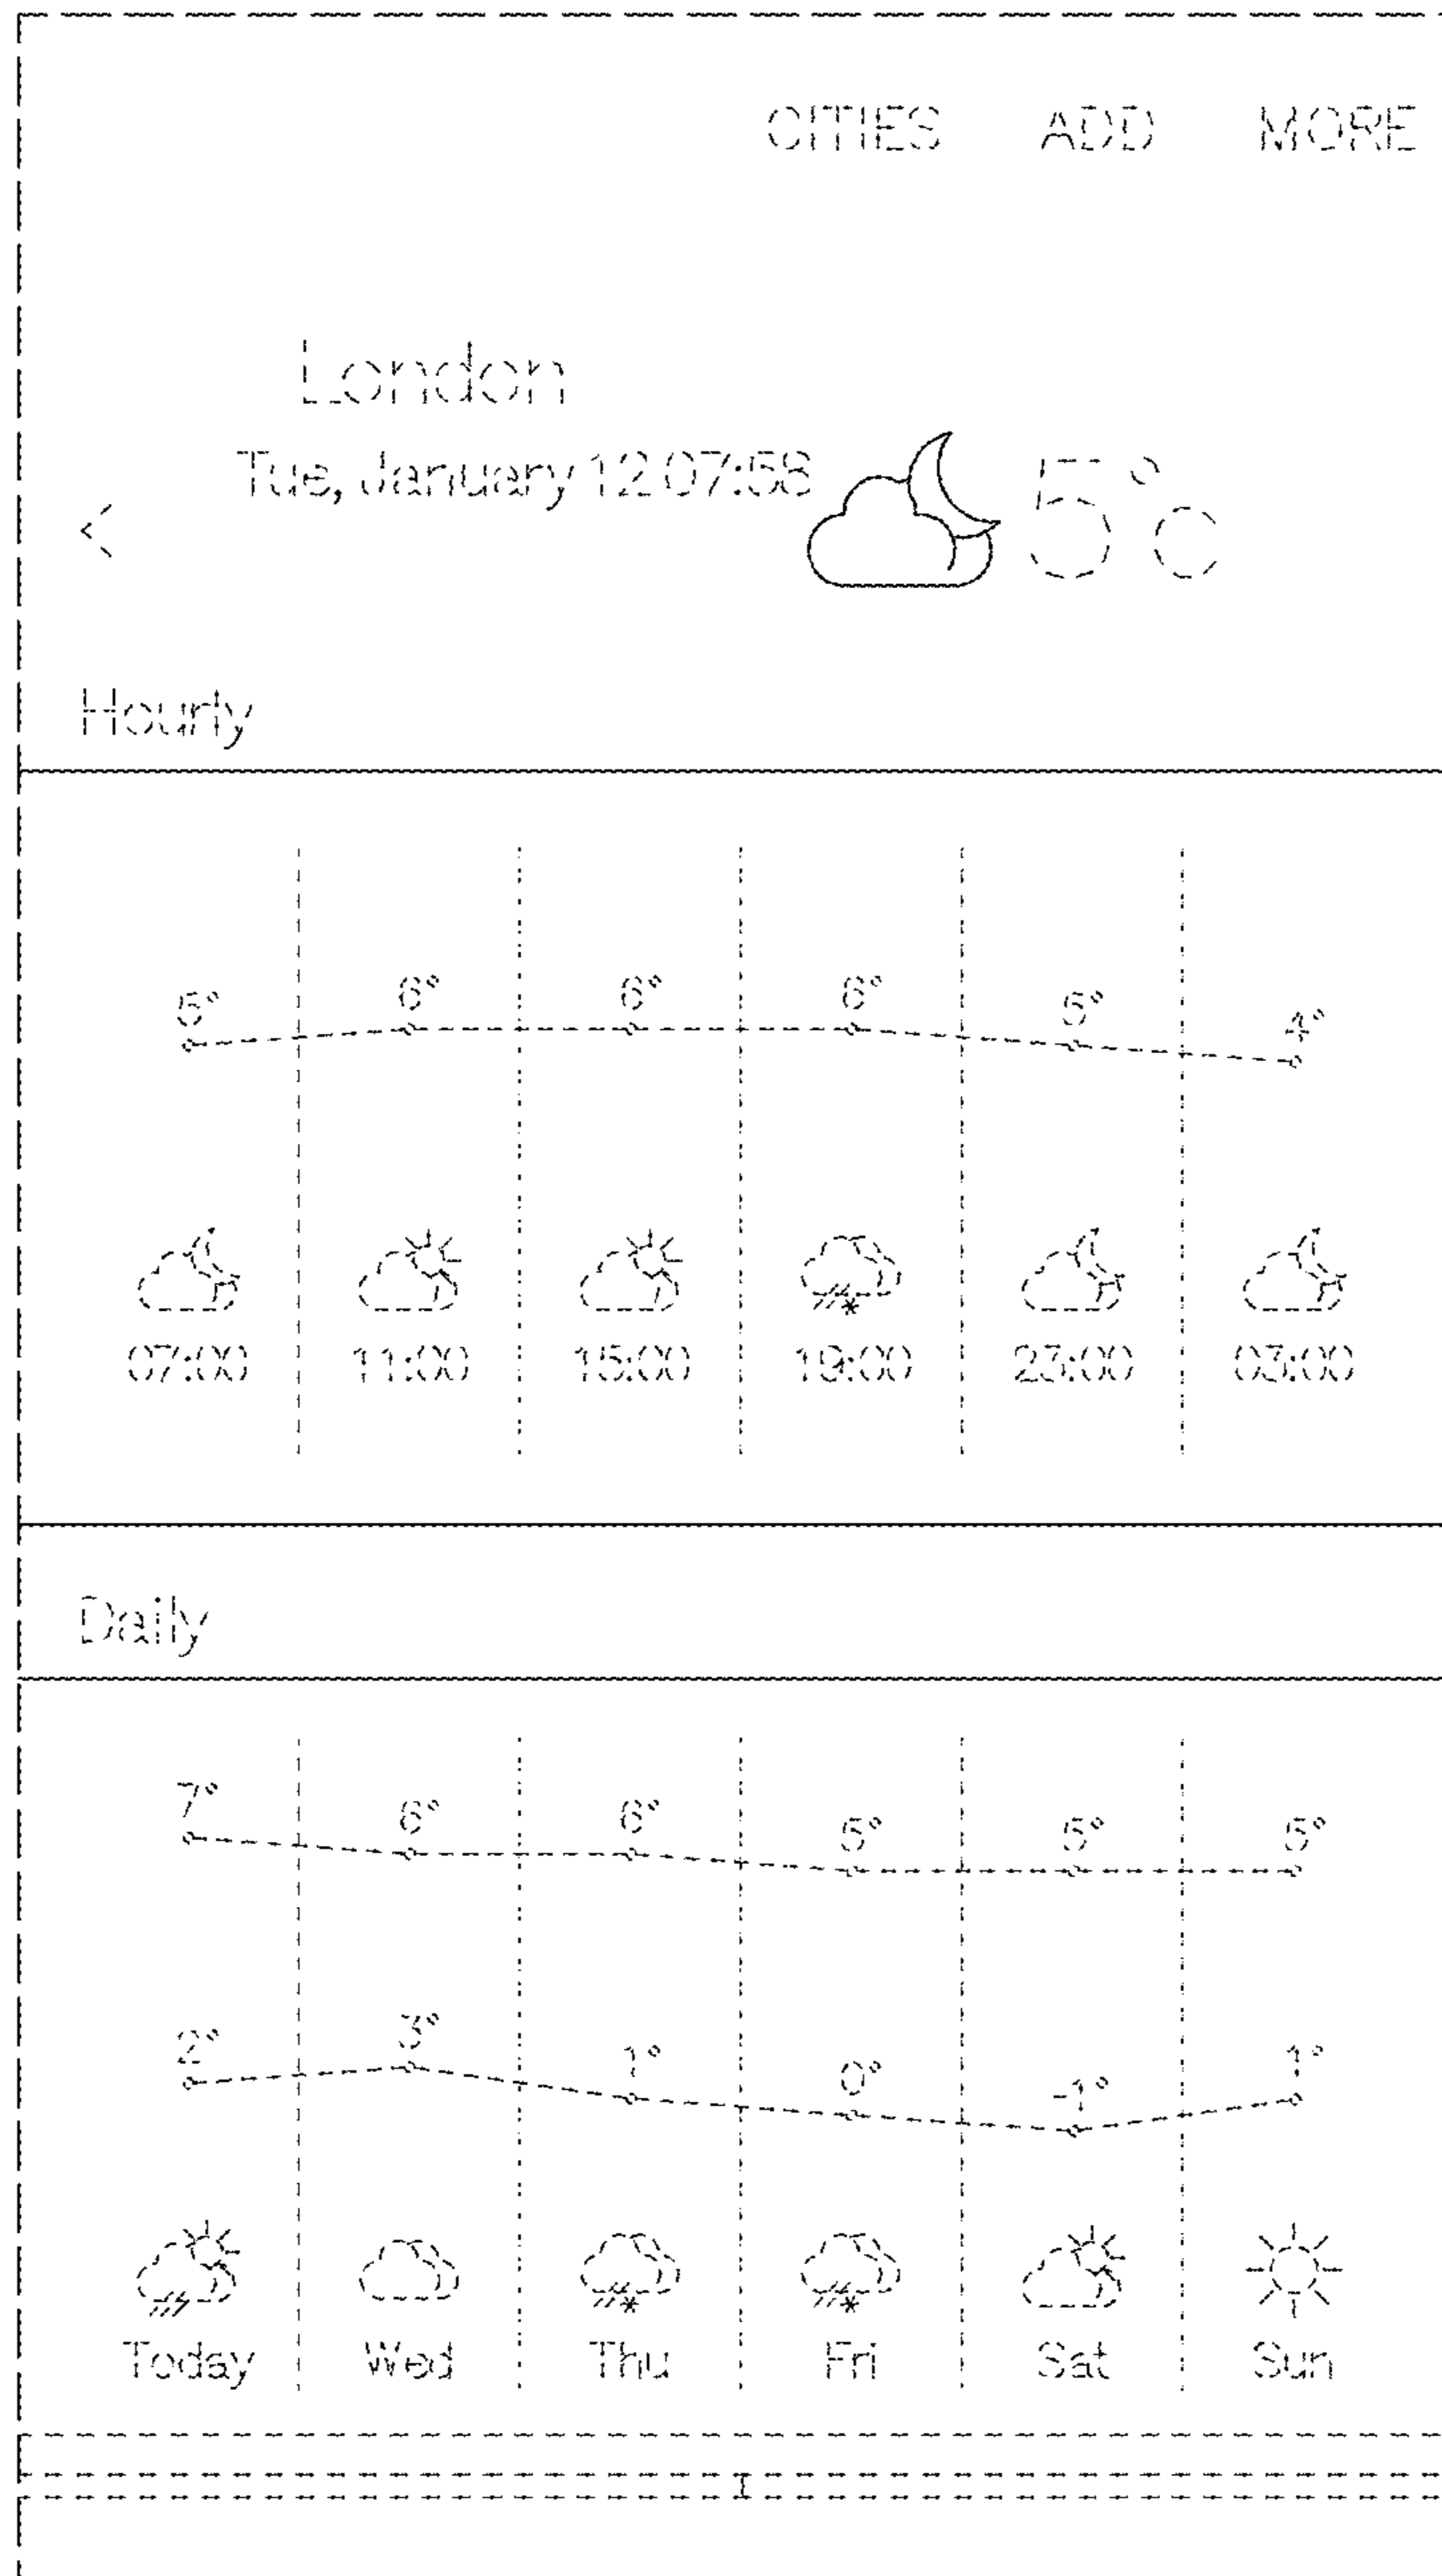 CITIES ADD MORE
London
Tue, January 12 07:58
<
5°c
Hourly
5° 6° 6° 6° 5° 4°
07:00 11:00 15:00 19:00 23:00 03:00
Daily
7° 6° 6° 5° 5° 5°
2° 3° 1° 0° -1° 1°
Today Wed Thu Fri Sat Sun